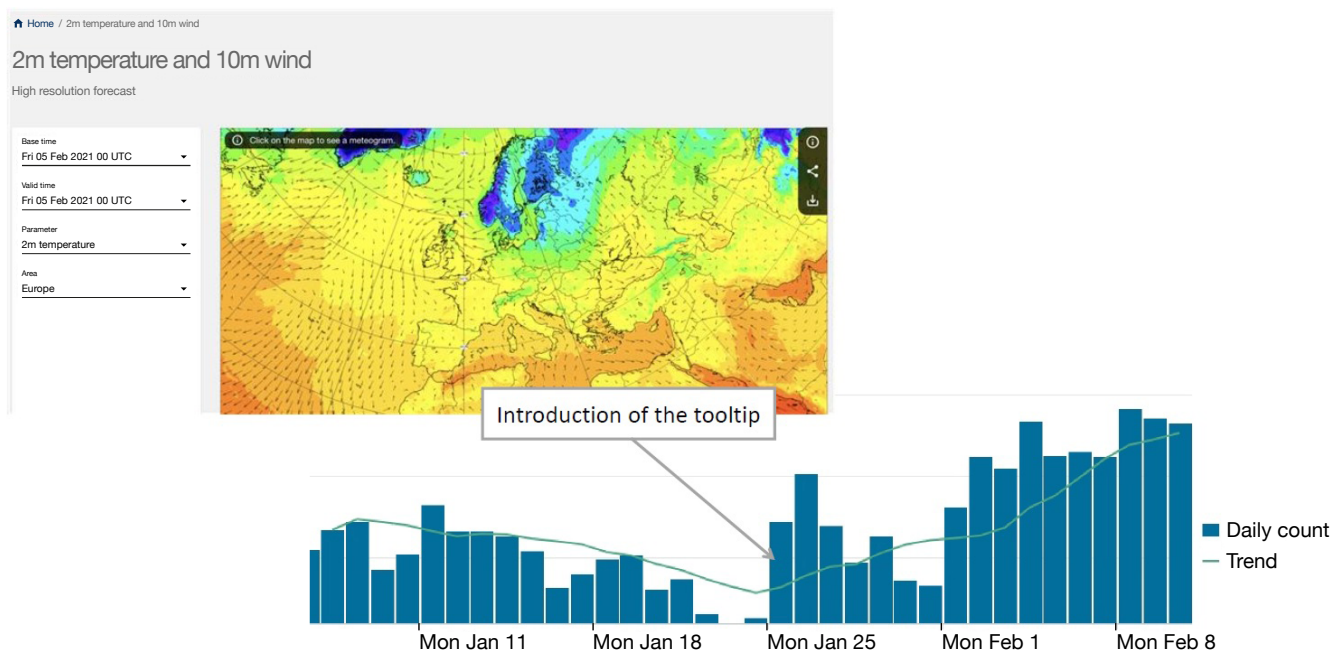 Home / 2m temperature and 10m wind
2m temperature and 10m wind
High resolution forecast
Base time
Fri 05 Feb 2021 00 UTC
Valid time
Fri 05 Feb 2021 00 UTC
Parameter
2m temperature
Area
Europe
Click on the map to see a meteogram.
Introduction of the tooltip
Daily count
Trend
Mon Jan 11
Mon Jan 18
Mon Jan 25
Mon Feb 1
Mon Feb 8